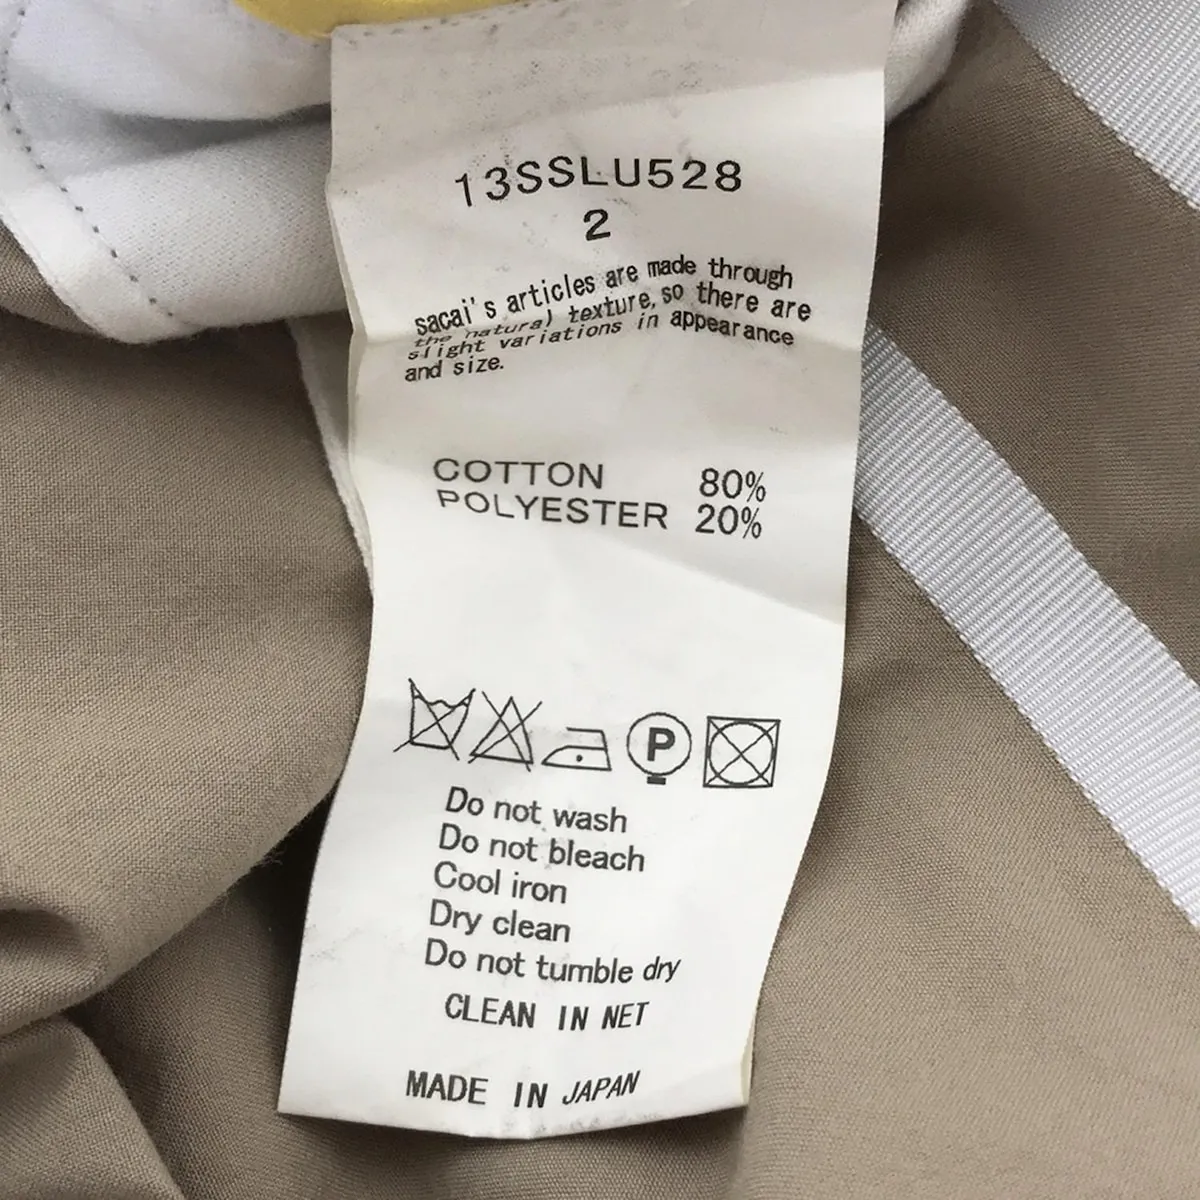 13SSLU528
2
sacai's articles are made through
the natural texture, so there are
slight variations in appearance
and size.
COTTON 80%
POLYESTER 20%
P
Do not wash
Do not bleach
Cool iron
Dry clean
Do not tumble dry
CLEAN IN NET
MADE IN JAPAN